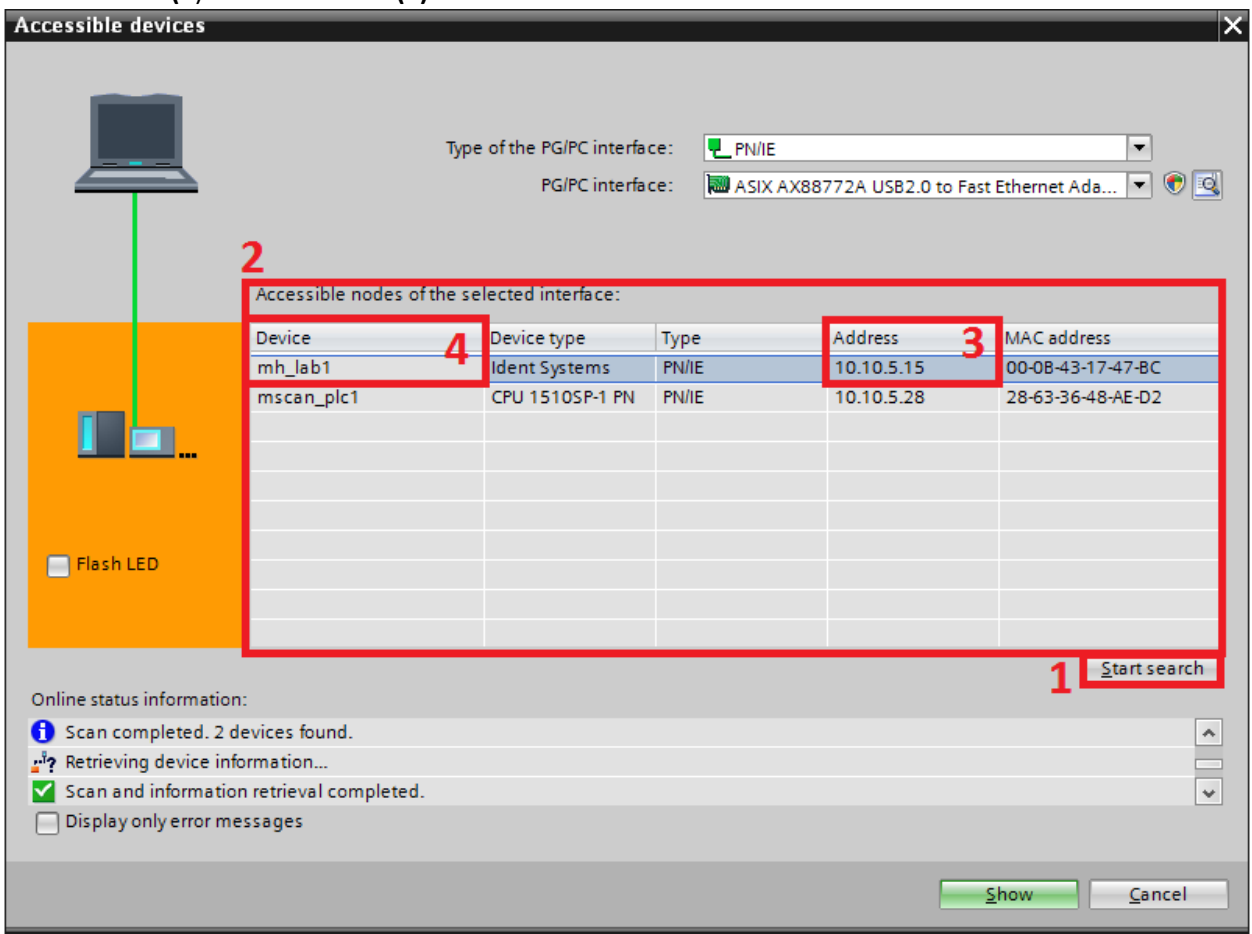 Accessible devices
Type of the PG/PC interface: PN/IE
PG/PC interface: ASIX AX88772A USB2.0 to Fast Ethernet Ada...
2
Accessible nodes of the selected interface:
Device 4 Device type Type Address 3 MAC address
mh_lab1 Ident Systems PN/IE 10.10.5.15 00-0B-43-17-47-BC
mscan_plc1 CPU 1510SP-1 PN PN/IE 10.10.5.28 28-63-36-48-AE-D2
Flash LED
1 Start search
Online status information:
Scan completed. 2 devices found.
Retrieving device information...
Scan and information retrieval completed.
Display only error messages
Show Cancel